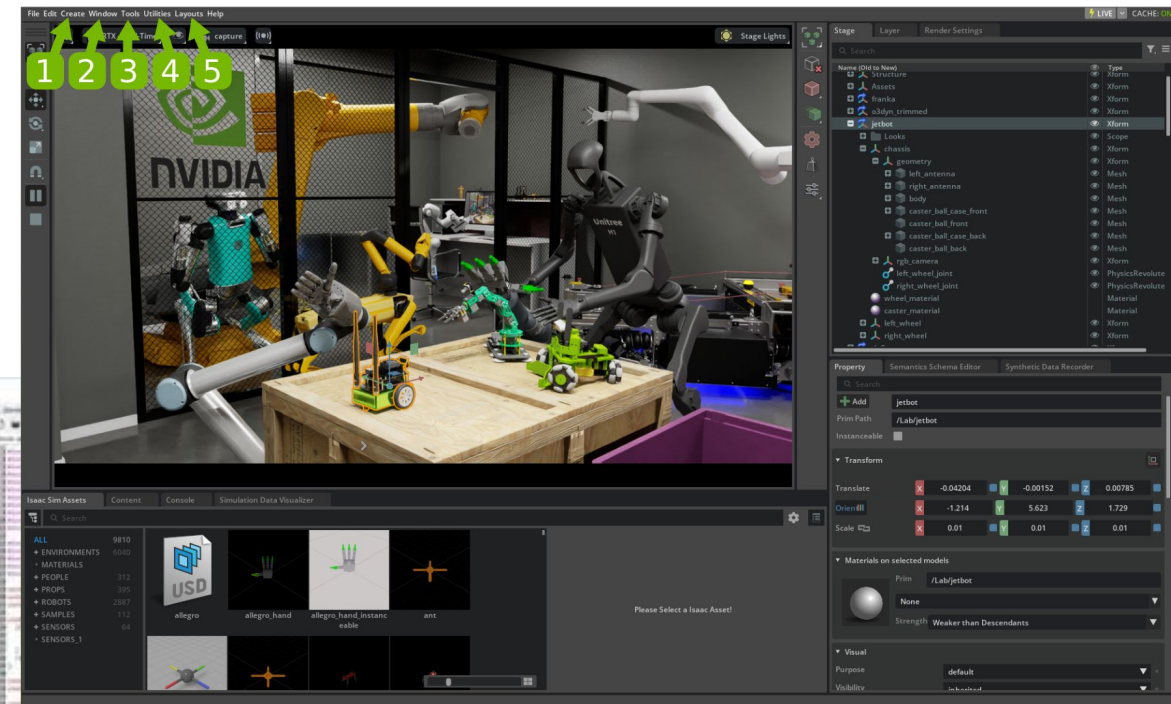 File Edit Create Window Tools Utilities Layouts Help
LIVE CACHE: ON
RTX
Time
capture
Stage Lights
1 2 3 4 5
NVIDIA
Unitree
H1
Stage Layer Render Settings
Search
Name (Old to New) Type
Structure Xform
Assets Xform
franka Xform
o3dyn_trimmed Xform
jetbot Xform
Looks Scope
chassis Xform
geometry Xform
left_antenna Mesh
right_antenna Mesh
body Mesh
caster_ball_case_front Mesh
caster_ball_front Mesh
caster_ball_case_back Mesh
caster_ball_back Mesh
rgb_camera Xform
left_wheel_joint PhysicsRevolute
right_wheel_joint PhysicsRevolute
wheel_material Material
caster_material Material
left_wheel Xform
right_wheel Xform
Property Semantics Schema Editor Synthetic Data Recorder
Search
Add jetbot
Prim Path /Lab/jetbot
Instanceable
Transform
Translate X -0.04204 Y -0.00152 Z 0.00785
Orient X -1.214 Y 5.623 Z 1.729
Scale X 0.01 Y 0.01 Z 0.01
Materials on selected models
Prim /Lab/jetbot
None
Strength Weaker than Descendants
Visual
Purpose default
Visibility inherited
Isaac Sim Assets Content Console Simulation Data Visualizer
Search
ALL 9810
+ ENVIRONMENTS 6040
MATERIALS
+ PEOPLE 312
+ PROPS 395
+ ROBOTS 2887
+ SAMPLES 112
+ SENSORS 64
SENSORS_1
USD
allegro allegro_hand allegro_hand_instanc
eable ant
Please Select a Isaac Asset!